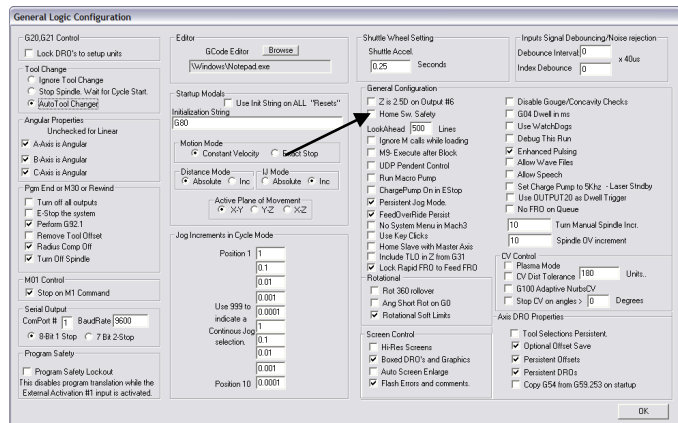 General Logic Configuration
G20,G21 Control
Lock DRO's to setup units
Tool Change
Ignore Tool Change
Stop Spindle. Wait for Cycle Start.
AutoTool Changer
Angular Properties
Unchecked for Linear
A-Axis is Angular
B-Axis is Angular
C-Axis is Angular
Pgm End or M30 or Rewind
Turn off all outputs
E-Stop the system
Perform G92.1
Remove Tool Offset
Radius Comp Off
Turn Off Spindle
M01 Control
Stop on M1 Command
Serial Output
ComPort # 1 BaudRate 9600
8-Bit 1 Stop 7 Bit 2-Stop
Program Safety
Program Safety Lockout
This disables program translation while the
External Activation #1 input is activated.
Editor
GCode Editor Browse
\Windows\Notepad.exe
Startup Modals
Use Init String on ALL "Resets"
Initialization String
G80
Motion Mode
Constant Velocity Exact Stop
Distance Mode
Absolute Inc
IJ Mode
Absolute Inc
Active Plane of Movement
X-Y Y-Z X-Z
Jog Increments in Cycle Mode
Position 1 1
0.1
0.01
0.001
Use 999 to 0.0001
indicate a
Continous Jog 1
selection. 0.1
0.01
0.001
Position 10 0.0001
Shuttle Wheel Setting
Shuttle Accel.
0.25 Seconds
General Configuration
Z is 2.5D on Output #6
Home Sw. Safety
LookAhead 500 Lines
Ignore M calls while loading
M9- Execute after Block
UDP Pendent Control
Run Macro Pump
ChargePump On in EStop
Persistent Jog Mode.
FeedOverRide Persist
No System Menu in Mach3
Use Key Clicks
Home Slave with Master Axis
Include TLO in Z from G31
Lock Rapid FRO to Feed FRO
Rotational
Rot 360 rollover
Ang Short Rot on G0
Rotational Soft Limits
Screen Control
Hi-Res Screens
Boxed DRO's and Graphics
Auto Screen Enlarge
Flash Errors and comments.
Inputs Signal Debouncing/Noise rejection
Debounce Interval: 0
x 40us
Index Debounce 0
Disable Gouge/Concavity Checks
G04 Dwell in ms
Use WatchDogs
Debug This Run
Enhanced Pulsing
Allow Wave Files
Allow Speech
Set Charge Pump to 5Khz - Laser Stndby
Use OUTPUT20 as Dwell Trigger
No FRO on Queue
10 Turn Manual Spindle Incr.
10 Spindle OV increment
CV Control
Plasma Mode
CV Dist Tolerance 180 Units..
G100 Adaptive NurbsCV
Stop CV on angles > 0 Degrees
Axis DRO Properties
Tool Selections Persistent.
Optional Offset Save
Persistent Offsets
Persistent DROs
Copy G54 from G59.253 on startup
OK